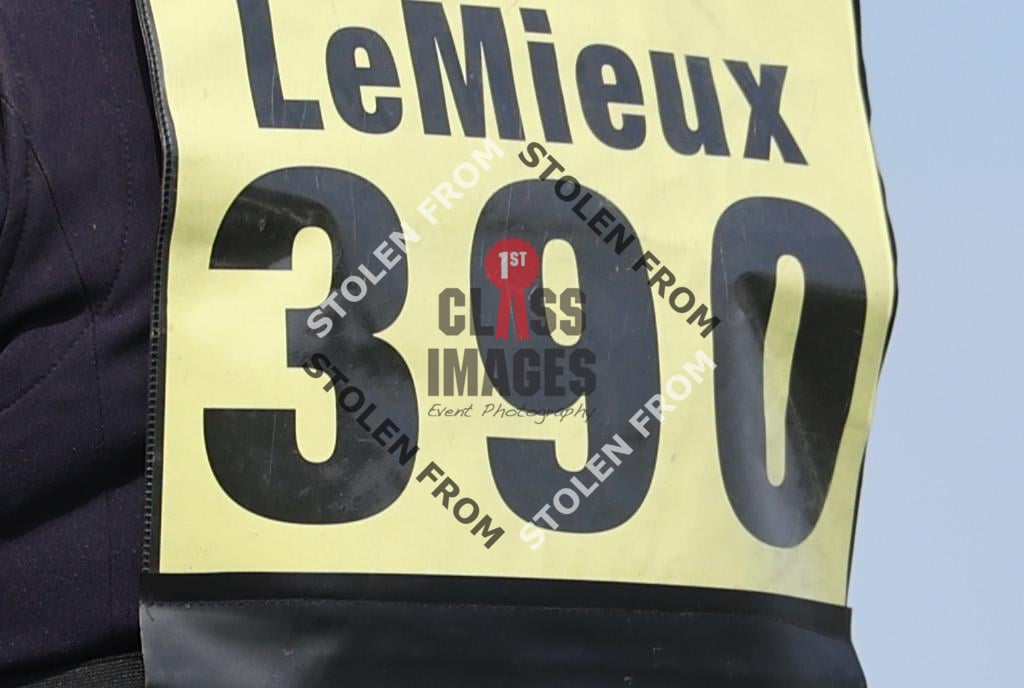 LeMieux
390
STOLEN FROM
STOLEN FROM
1ST
CLASS
IMAGES
Event Photography
STOLEN FROM
STOLEN FROM